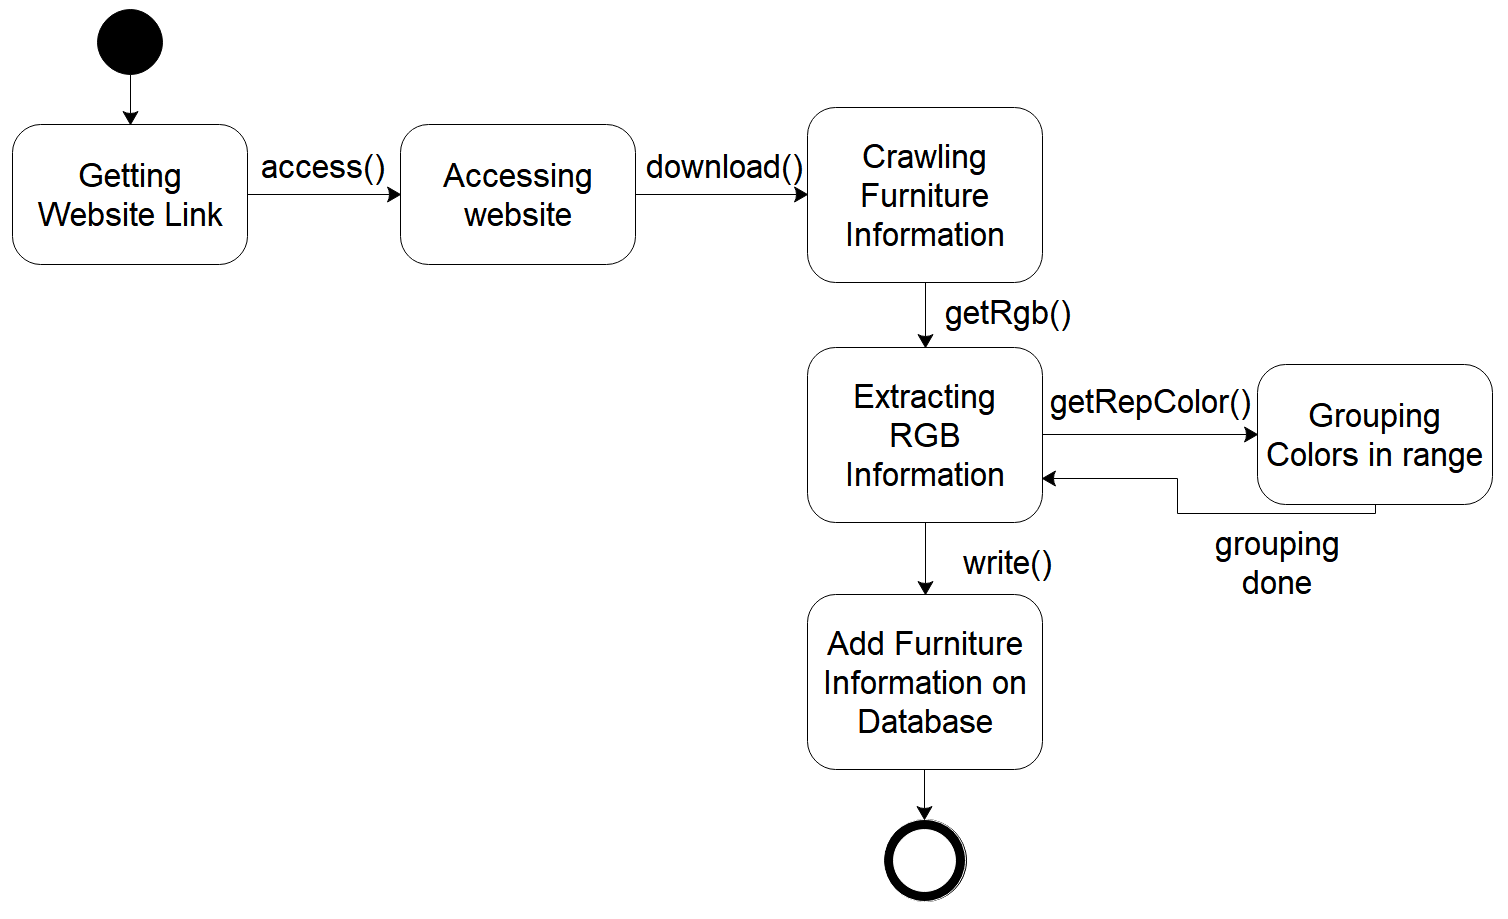 Getting
Website Link
access()
Accessing
website
download()
Crawling
Furniture
Information
getRgb()
Extracting
RGB
Information
getRepColor()
Grouping
Colors in range
grouping
done
write()
Add Furniture
Information on
Database